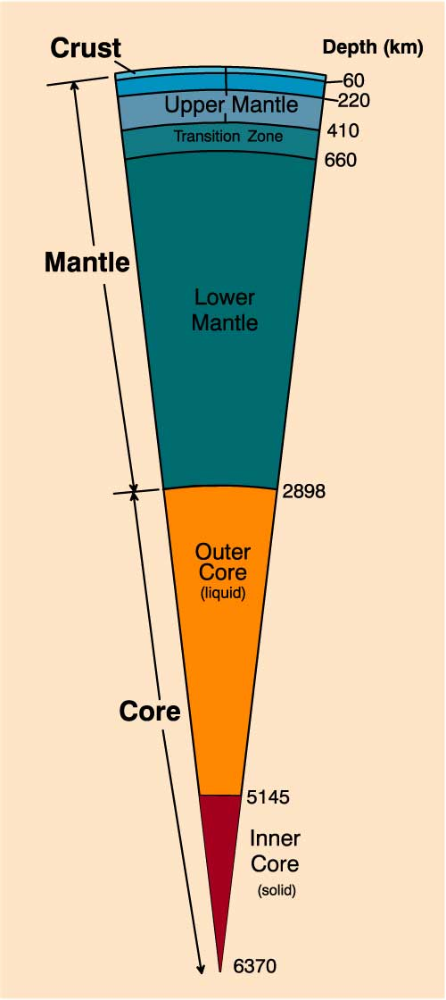 Crust
Depth (km)
60
220
Upper Mantle
410
Transition Zone
660
Mantle
Lower
Mantle
2898
Outer
Core
(liquid)
Core
5145
Inner
Core
(solid)
6370